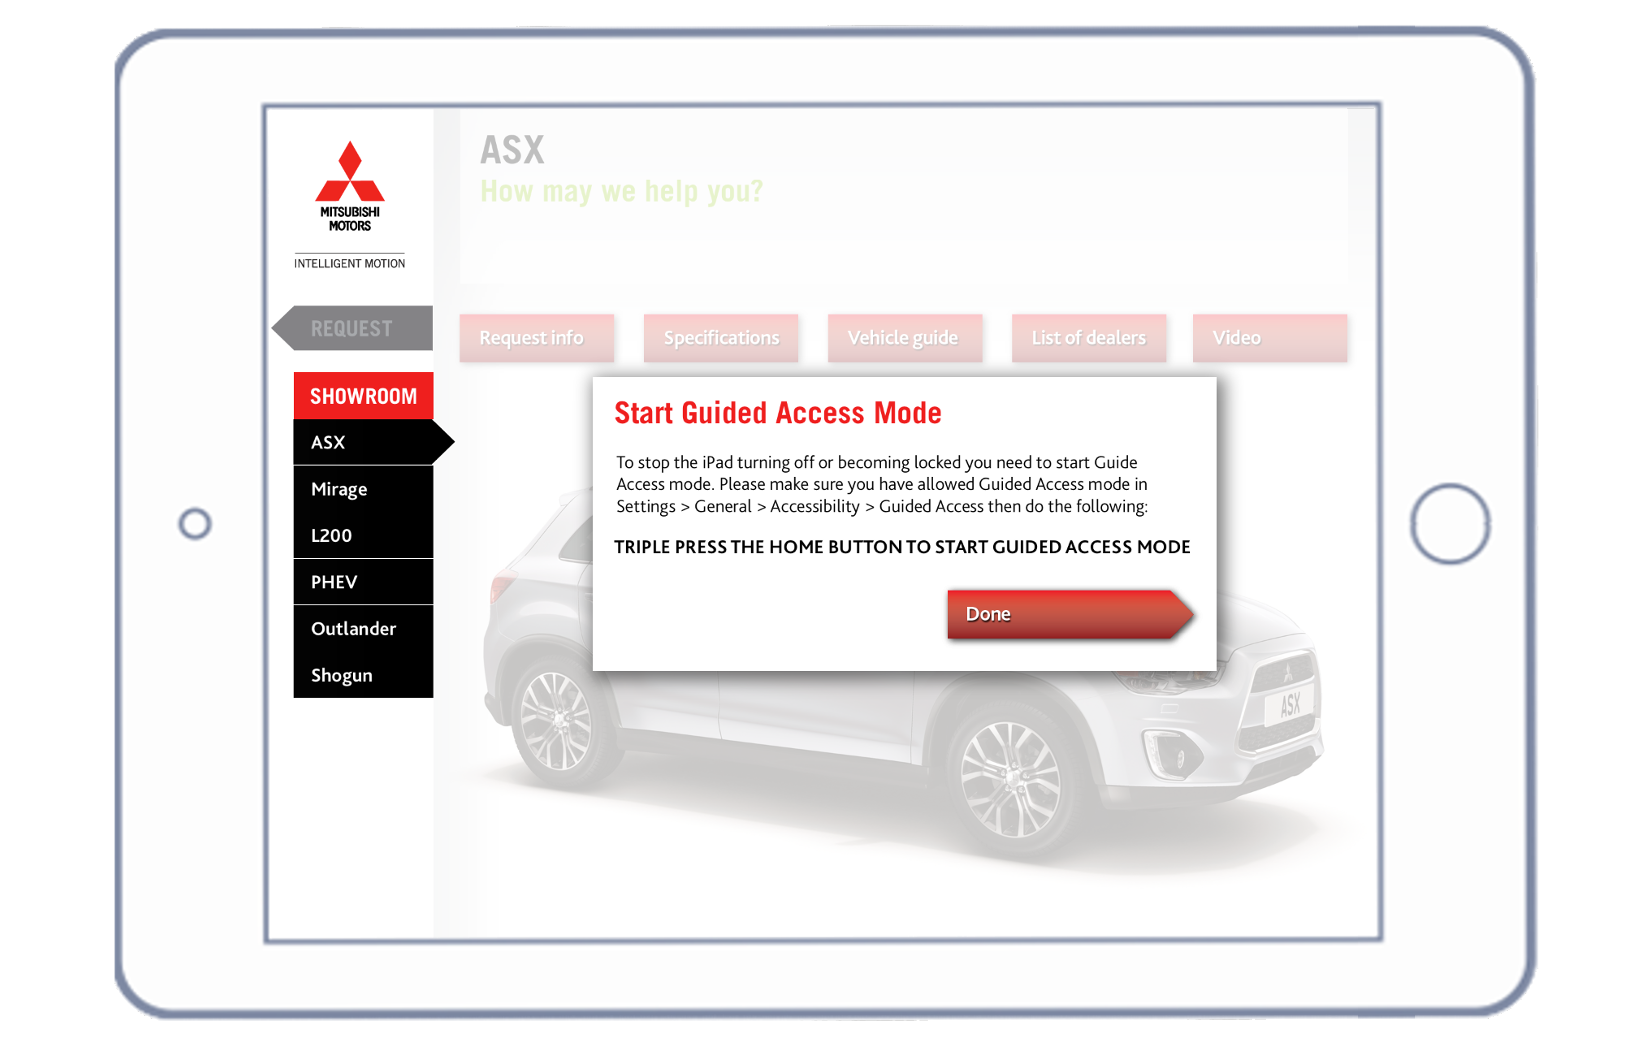 MITSUBISHI
MOTORS
INTELLIGENT MOTION
REQUEST
SHOWROOM
ASX
Mirage
L200
PHEV
Outlander
Shogun
ASX
How may we help you?
Request info
Specifications
Vehicle guide
List of dealers
Video
Start Guided Access Mode
To stop the iPad turning off or becoming locked you need to start Guide
Access mode. Please make sure you have allowed Guided Access mode in
Settings > General > Accessibility > Guided Access then do the following:
TRIPLE PRESS THE HOME BUTTON TO START GUIDED ACCESS MODE
Done
ASX